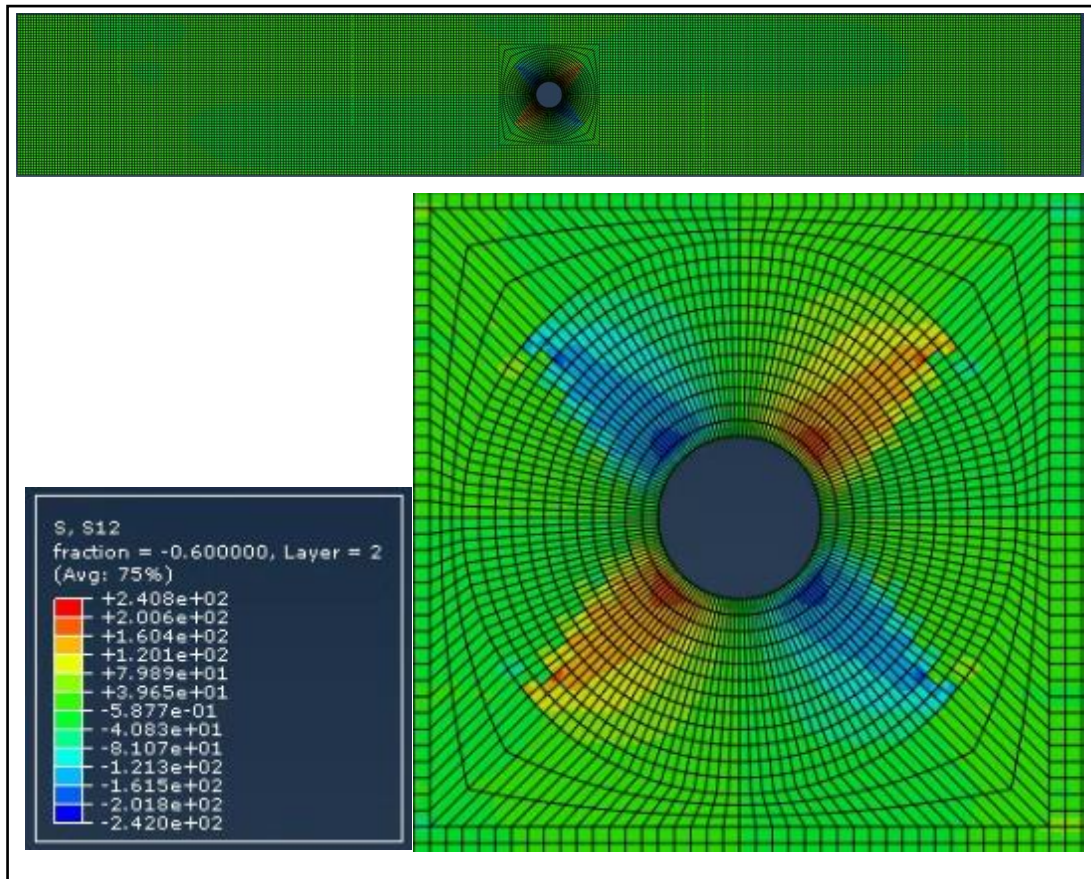 S, S12
fraction = -0.600000, Layer = 2
(Avg: 75%)
+2.408e+02
+2.006e+02
+1.604e+02
+1.201e+02
+7.989e+01
+3.965e+01
-5.877e-01
-4.083e+01
-8.107e+01
-1.213e+02
-1.615e+02
-2.018e+02
-2.420e+02